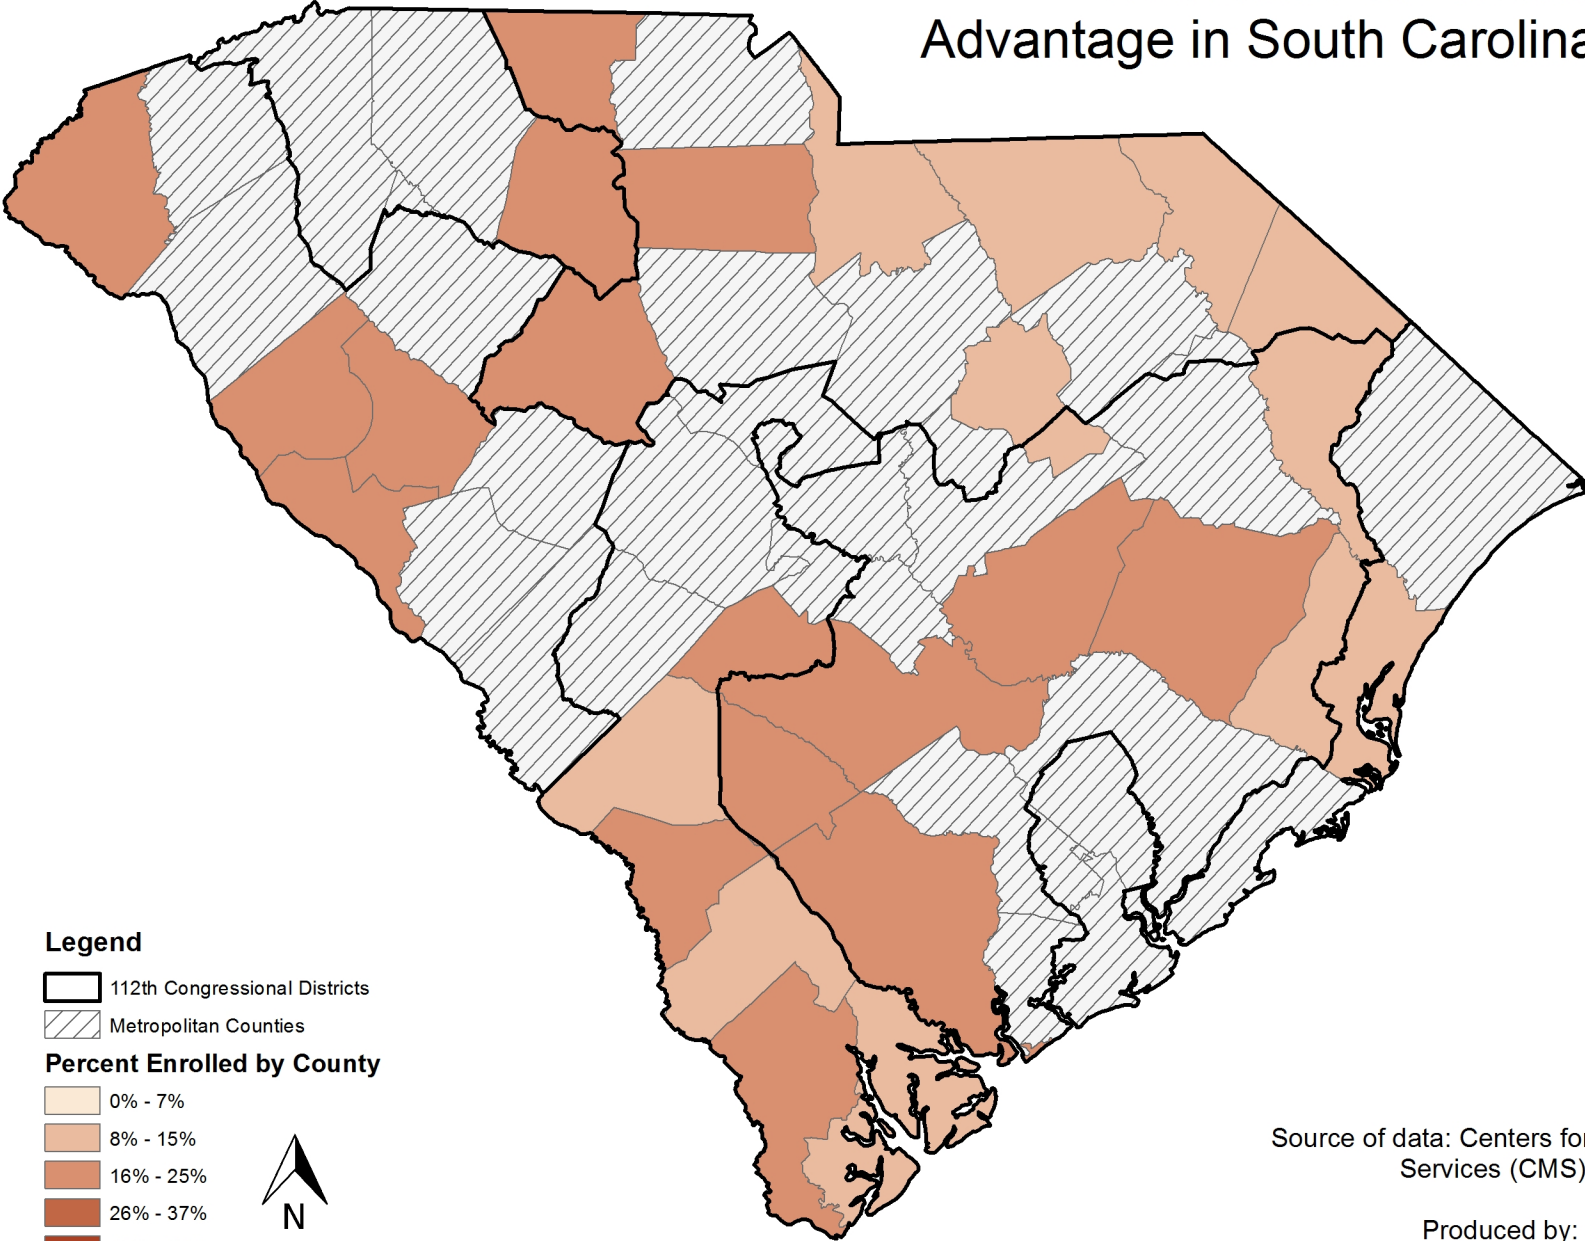 Advantage in South Carolina
Legend
112th Congressional Districts
Metropolitan Counties
Percent Enrolled by County
0% - 7%
8% - 15%
16% - 25%
26% - 37%
N
Source of data: Centers for
Services (CMS)
Produced by: